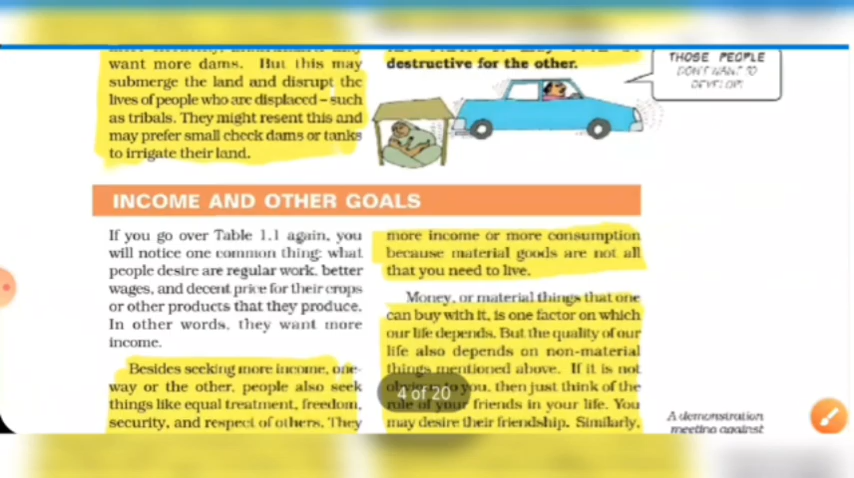 want more dams. But this may
submerge the land and disrupt the
lives of people who are displaced – such
as tribals. They might resent this and
may prefer small check dams or tanks
to irrigate their land.
destructive for the other.
THOSE PEOPLE
DON'T WANT TO
DEVELOP!
INCOME AND OTHER GOALS
If you go over Table 1.1 again, you
will notice one common thing: what
people desire are regular work, better
wages, and decent price for their crops
or other products that they produce.
In other words, they want more
income.
Besides seeking more income, one-
way or the other, people also seek
things like equal treatment, freedom,
security, and respect of others. They
more income or more consumption
because material goods are not all
that you need to live.
Money, or material things that one
can buy with it, is one factor on which
our life depends. But the quality of our
life also depends on non-material
things mentioned above. If it is not
to you, then just think of the
role of your friends in your life. You
may desire their friendship. Similarly,
4 of 20
A demonstration
meeting against